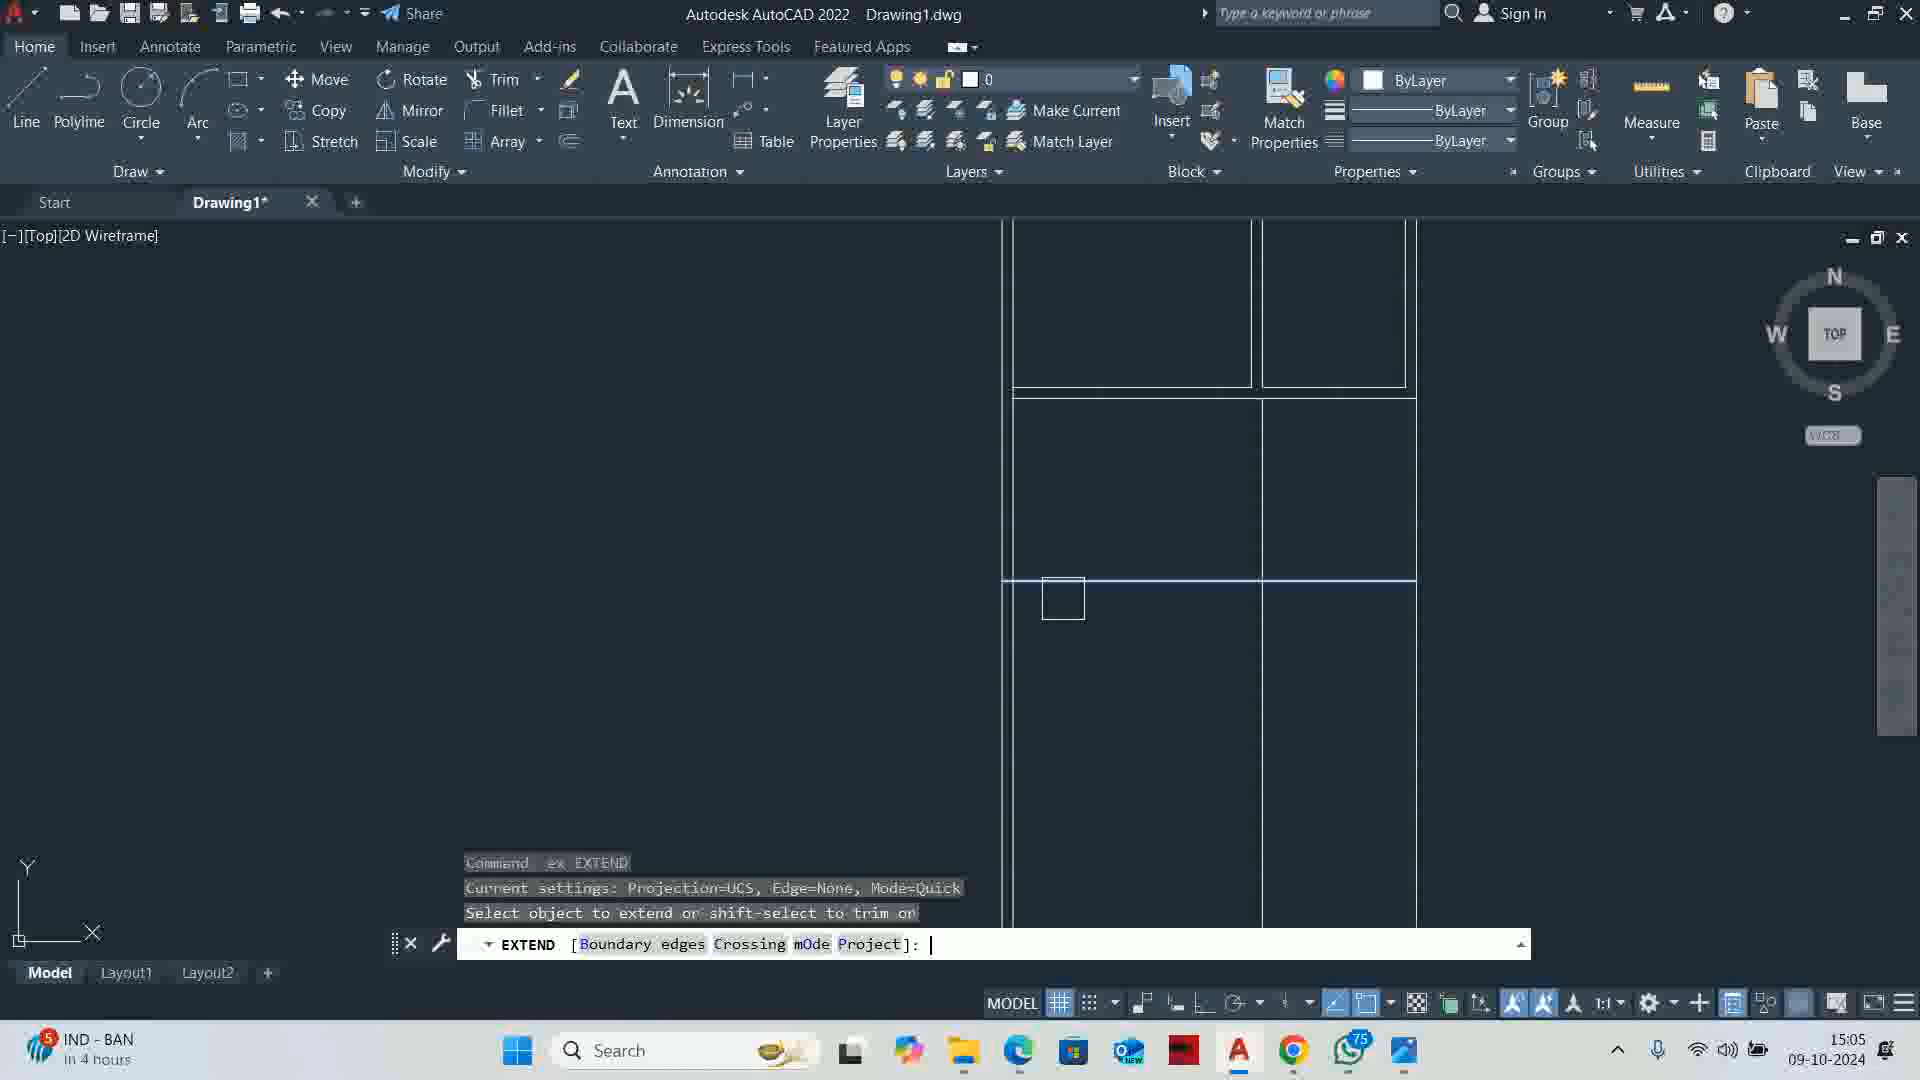 Share
Autodesk AutoCAD 2022 Drawing1.dwg
Type a keyword or phrase
Sign In
Home Insert Annotate Parametric View Manage Output Add-ins Collaborate Express Tools Featured Apps
Line Polyline Circle Arc
Move Rotate Trim
Copy Mirror Fillet
Stretch Scale Array
Text Dimension
Table
Layer Properties
0
Make Current
Match Layer
Insert
Match Properties
ByLayer
ByLayer
ByLayer
Group
Measure
Paste
Base
Draw Modify Annotation Layers Block Properties Groups Utilities Clipboard View
Start Drawing1* +
[−][Top][2D Wireframe]
N
W TOP E
S
WCS
Y
X
Command ex EXTEND
Current settings: Projection=UCS, Edge=None, Mode=Quick
Select object to extend or shift-select to trim or
EXTEND [Boundary edges Crossing mOde Project]:
Model Layout1 Layout2 +
MODEL 1:1
5 IND - BAN
In 4 hours
Search
NEW
75
15:05
09-10-2024